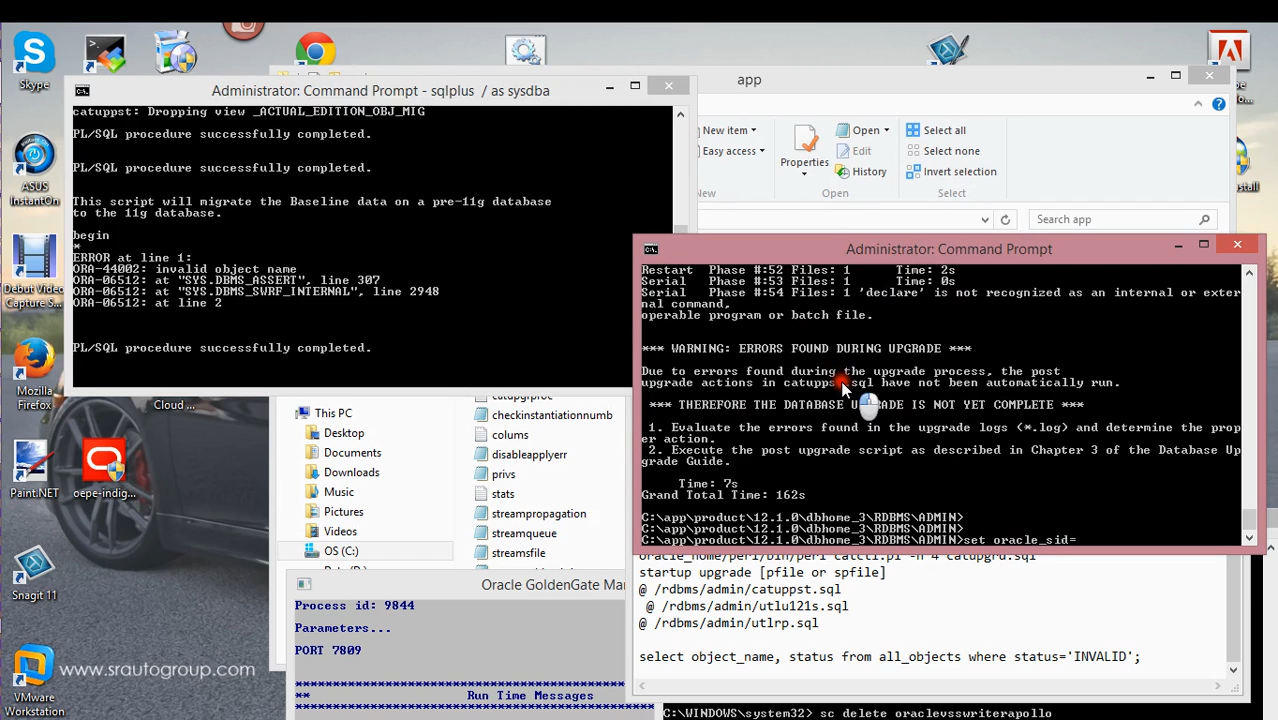 Skype
ASUS
InstantOn
Debut Video
Capture S...
Mozilla
Firefox
Cloud ...
Paint.NET
oepe-indig...
Snagit 11
VMware
Workstation
www.srautogroup.com
Administrator: Command Prompt - sqlplus  / as sysdba
catuppst: Dropping view _ACTUAL_EDITION_OBJ_MIG
PL/SQL procedure successfully completed.
PL/SQL procedure successfully completed.
This script will migrate the Baseline data on a pre-11g database
to the 11g database.
begin
*
ERROR at line 1:
ORA-44002: invalid object name
ORA-06512: at "SYS.DBMS_ASSERT", line 307
ORA-06512: at "SYS.DBMS_SWRF_INTERNAL", line 2948
ORA-06512: at line 2
PL/SQL procedure successfully completed.
app
New item
Easy access
New
Properties
Open
Edit
History
Open
Select all
Select none
Invert selection
Select
Search app
This PC
Desktop
Documents
Downloads
Music
Pictures
Videos
OS (C:)
checkinstantiationnumb
colums
disableapplyerr
privs
stats
streampropagation
streamqueue
streamsfile
Administrator: Command Prompt
Restart  Phase #:52 Files: 1      Time: 2s
Serial   Phase #:53 Files: 1      Time: 0s
Serial   Phase #:54 Files: 1 'declare' is not recognized as an internal or exter
nal command,
operable program or batch file.
*** WARNING: ERRORS FOUND DURING UPGRADE ***
Due to errors found during the upgrade process, the post
upgrade actions in catuppst.sql have not been automatically run.
*** THEREFORE THE DATABASE UPGRADE IS NOT YET COMPLETE ***
1. Evaluate the errors found in the upgrade logs (*.log) and determine the prop
er action.
2. Execute the post upgrade script as described in Chapter 3 of the Database Up
grade Guide.
Time: 7s
Grand Total Time: 162s
C:\app\product\12.1.0\dbhome_3\RDBMS\ADMIN>
C:\app\product\12.1.0\dbhome_3\RDBMS\ADMIN>
C:\app\product\12.1.0\dbhome_3\RDBMS\ADMIN>set oracle_sid=
startup upgrade [pfile or spfile]
@ /rdbms/admin/catuppst.sql
@ /rdbms/admin/utlu121s.sql
@ /rdbms/admin/utlrp.sql
select object_name, status from all_objects where status='INVALID';
Oracle GoldenGate Ma
Process id: 9844
Parameters...
PORT 7809
**                    Run Time Messages
C:\WINDOWS\system32> sc delete oraclevsswriterapollo